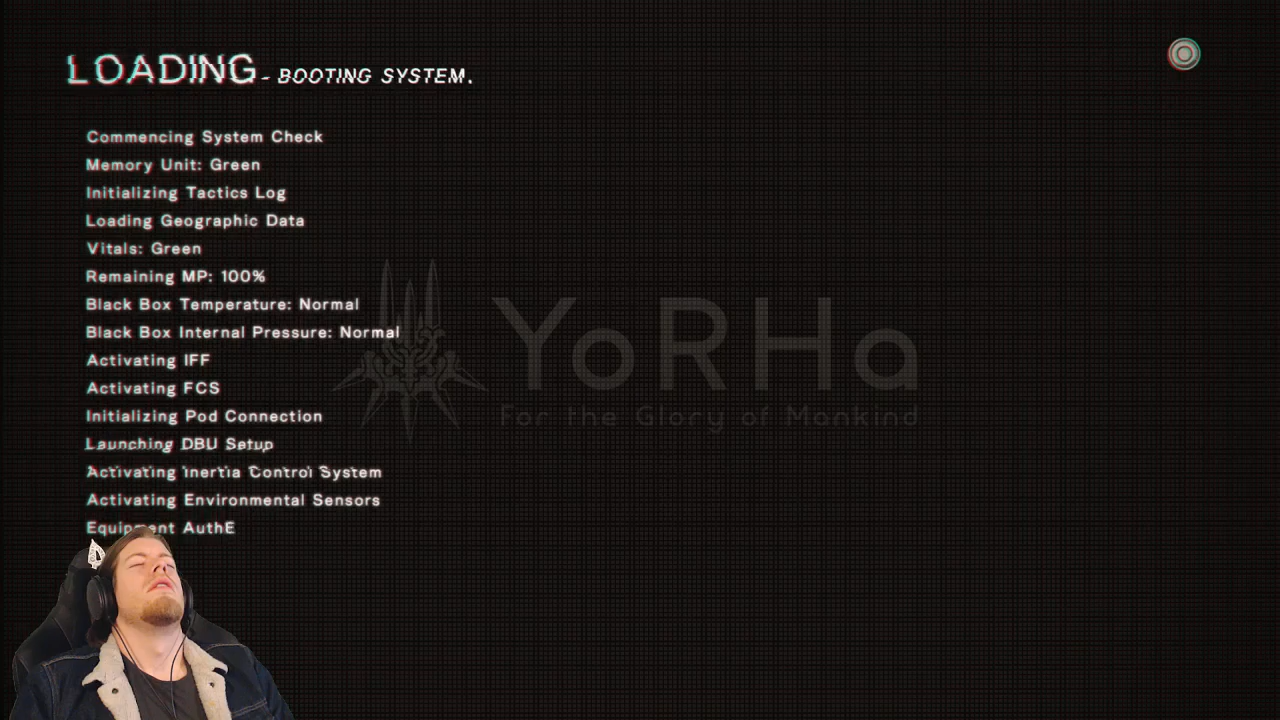 LOADING - BOOTING SYSTEM.
Commencing System Check
Memory Unit: Green
Initializing Tactics Log
Loading Geographic Data
Vitals: Green
Remaining MP: 100%
Black Box Temperature: Normal
Black Box Internal Pressure: Normal
Activating IFF
Activating FCS
Initializing Pod Connection
Launching DBU Setup
Activating Inertia Control System
Activating Environmental Sensors
Equipment AuthE
YoRHa
For the Glory of Mankind